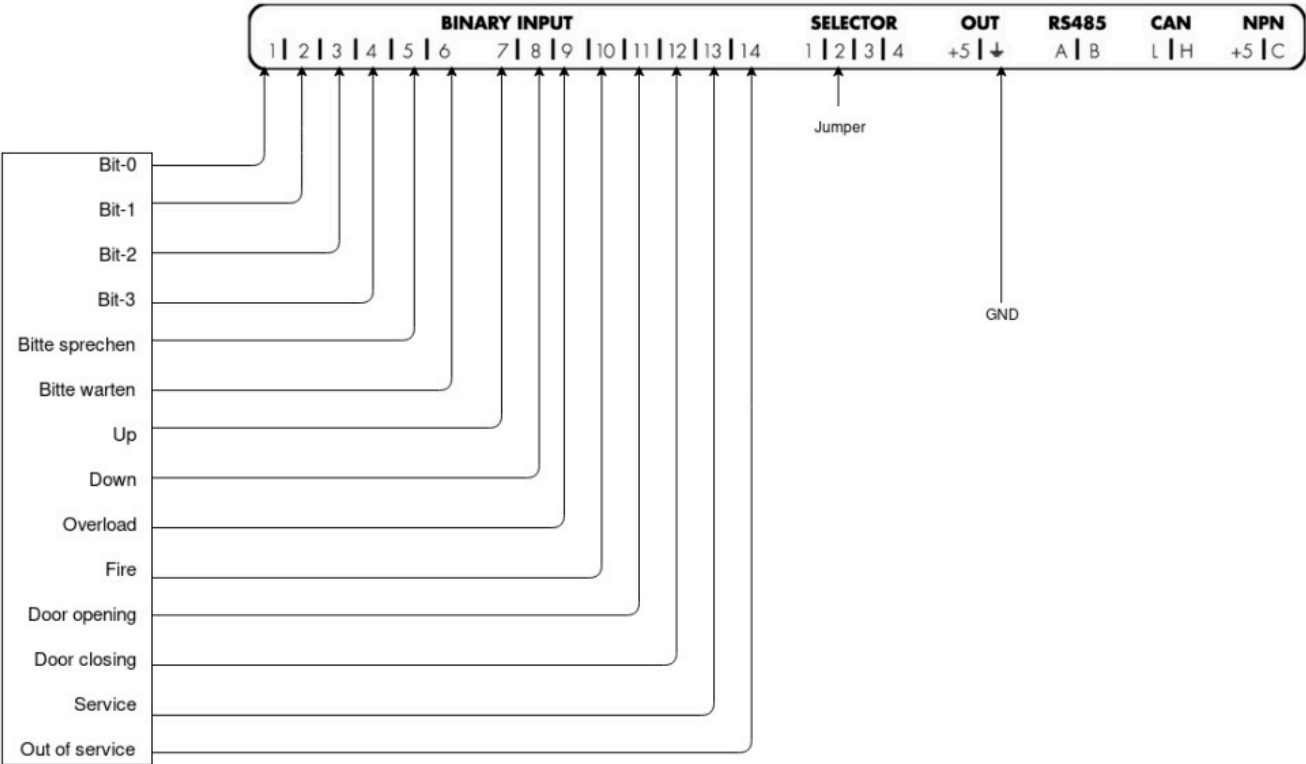 BINARY INPUT SELECTOR OUT RS485 CAN NPN
1 2 3 4 5 6 7 8 9 10 11 12 13 14 1 2 3 4 +5 ⏚ A B L H +5 C
Jumper
GND
Bit-0
Bit-1
Bit-2
Bit-3
Bitte sprechen
Bitte warten
Up
Down
Overload
Fire
Door opening
Door closing
Service
Out of service